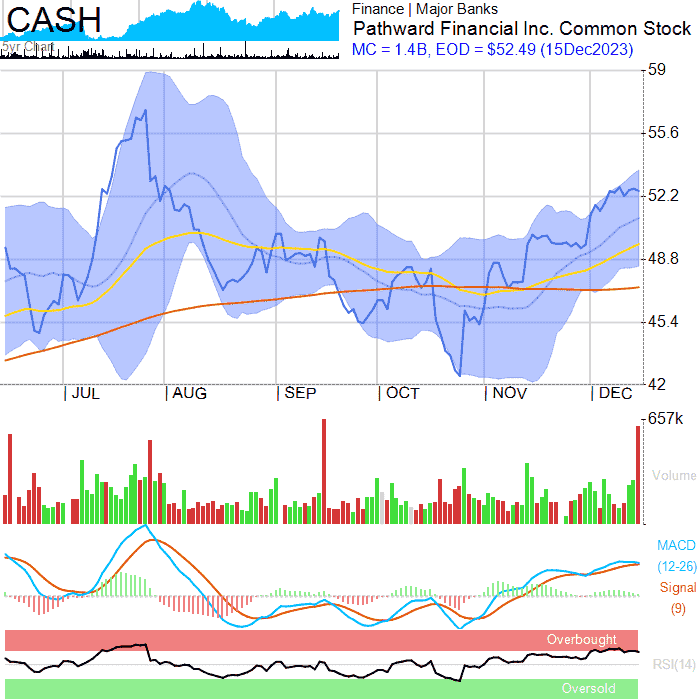 CASH
5yr Chart
Finance | Major Banks
Pathward Financial Inc. Common Stock
MC = 1.4B, EOD = $52.49 (15Dec2023)
59
55.6
52.2
48.8
45.4
42
JUL
AUG
SEP
OCT
NOV
DEC
657k
Volume
MACD
(12-26)
Signal
(9)
Overbought
RSI(14)
Oversold